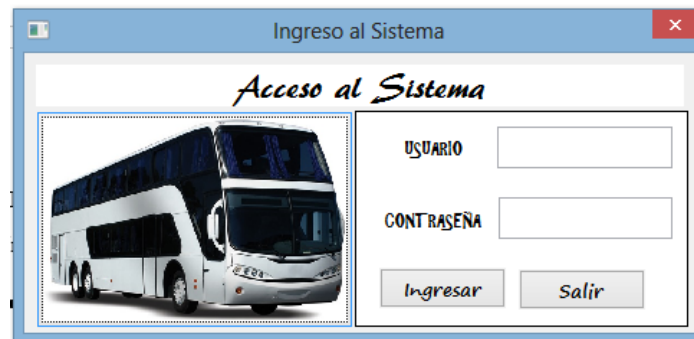 Ingreso al Sistema
Acceso al Sistema
USUARIO
CONTRASEÑA
Ingresar
Salir